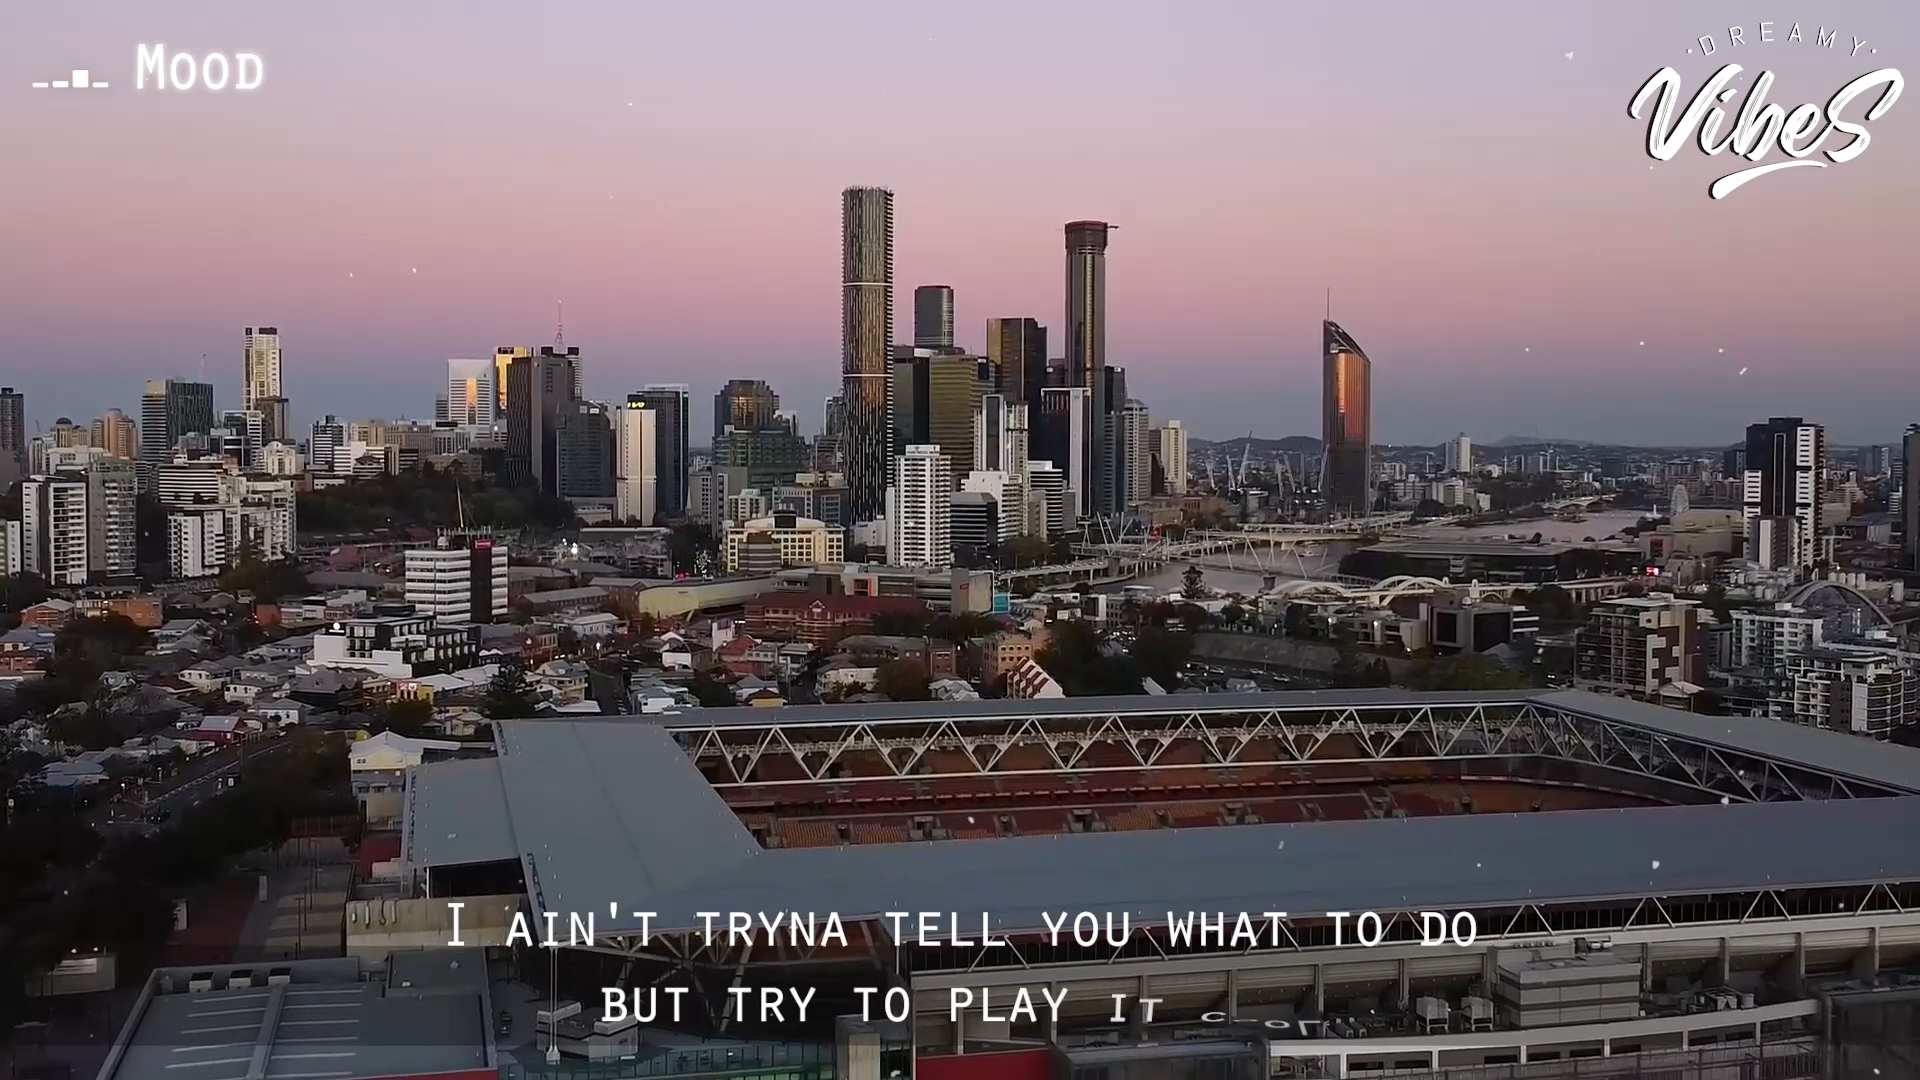 Mood
DREAMY
Vibes
I AIN'T TRYNA TELL YOU WHAT TO DO
BUT TRY TO PLAY IT